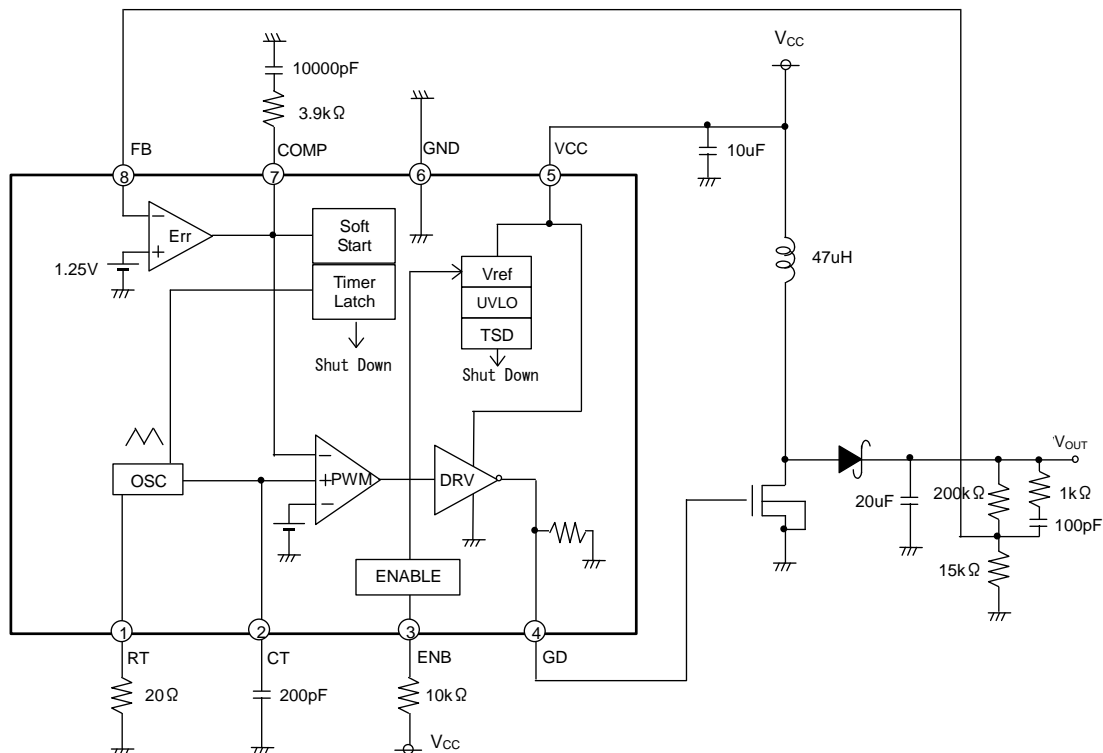 VCC
10000pF
3.9kΩ
FB
COMP
GND
VCC
10uF
8
7
6
5
Err
Soft
Start
1.25V
Vref
47uH
Timer
Latch
UVLO
TSD
Shut Down
Shut Down
OSC
PWM
DRV
VOUT
20uF
200kΩ
1kΩ
100pF
15kΩ
ENABLE
1
2
3
4
RT
CT
ENB
GD
20Ω
200pF
10kΩ
VCC